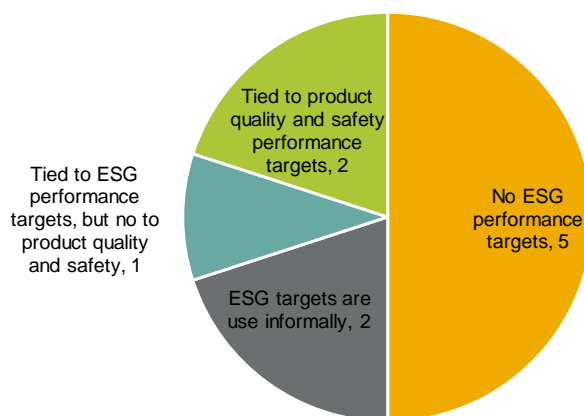 Tied to product
quality and safety
performance
targets, 2
Tied to ESG
performance
targets, but no to
product quality
and safety, 1
No ESG
performance
targets, 5
ESG targets are
use informally, 2